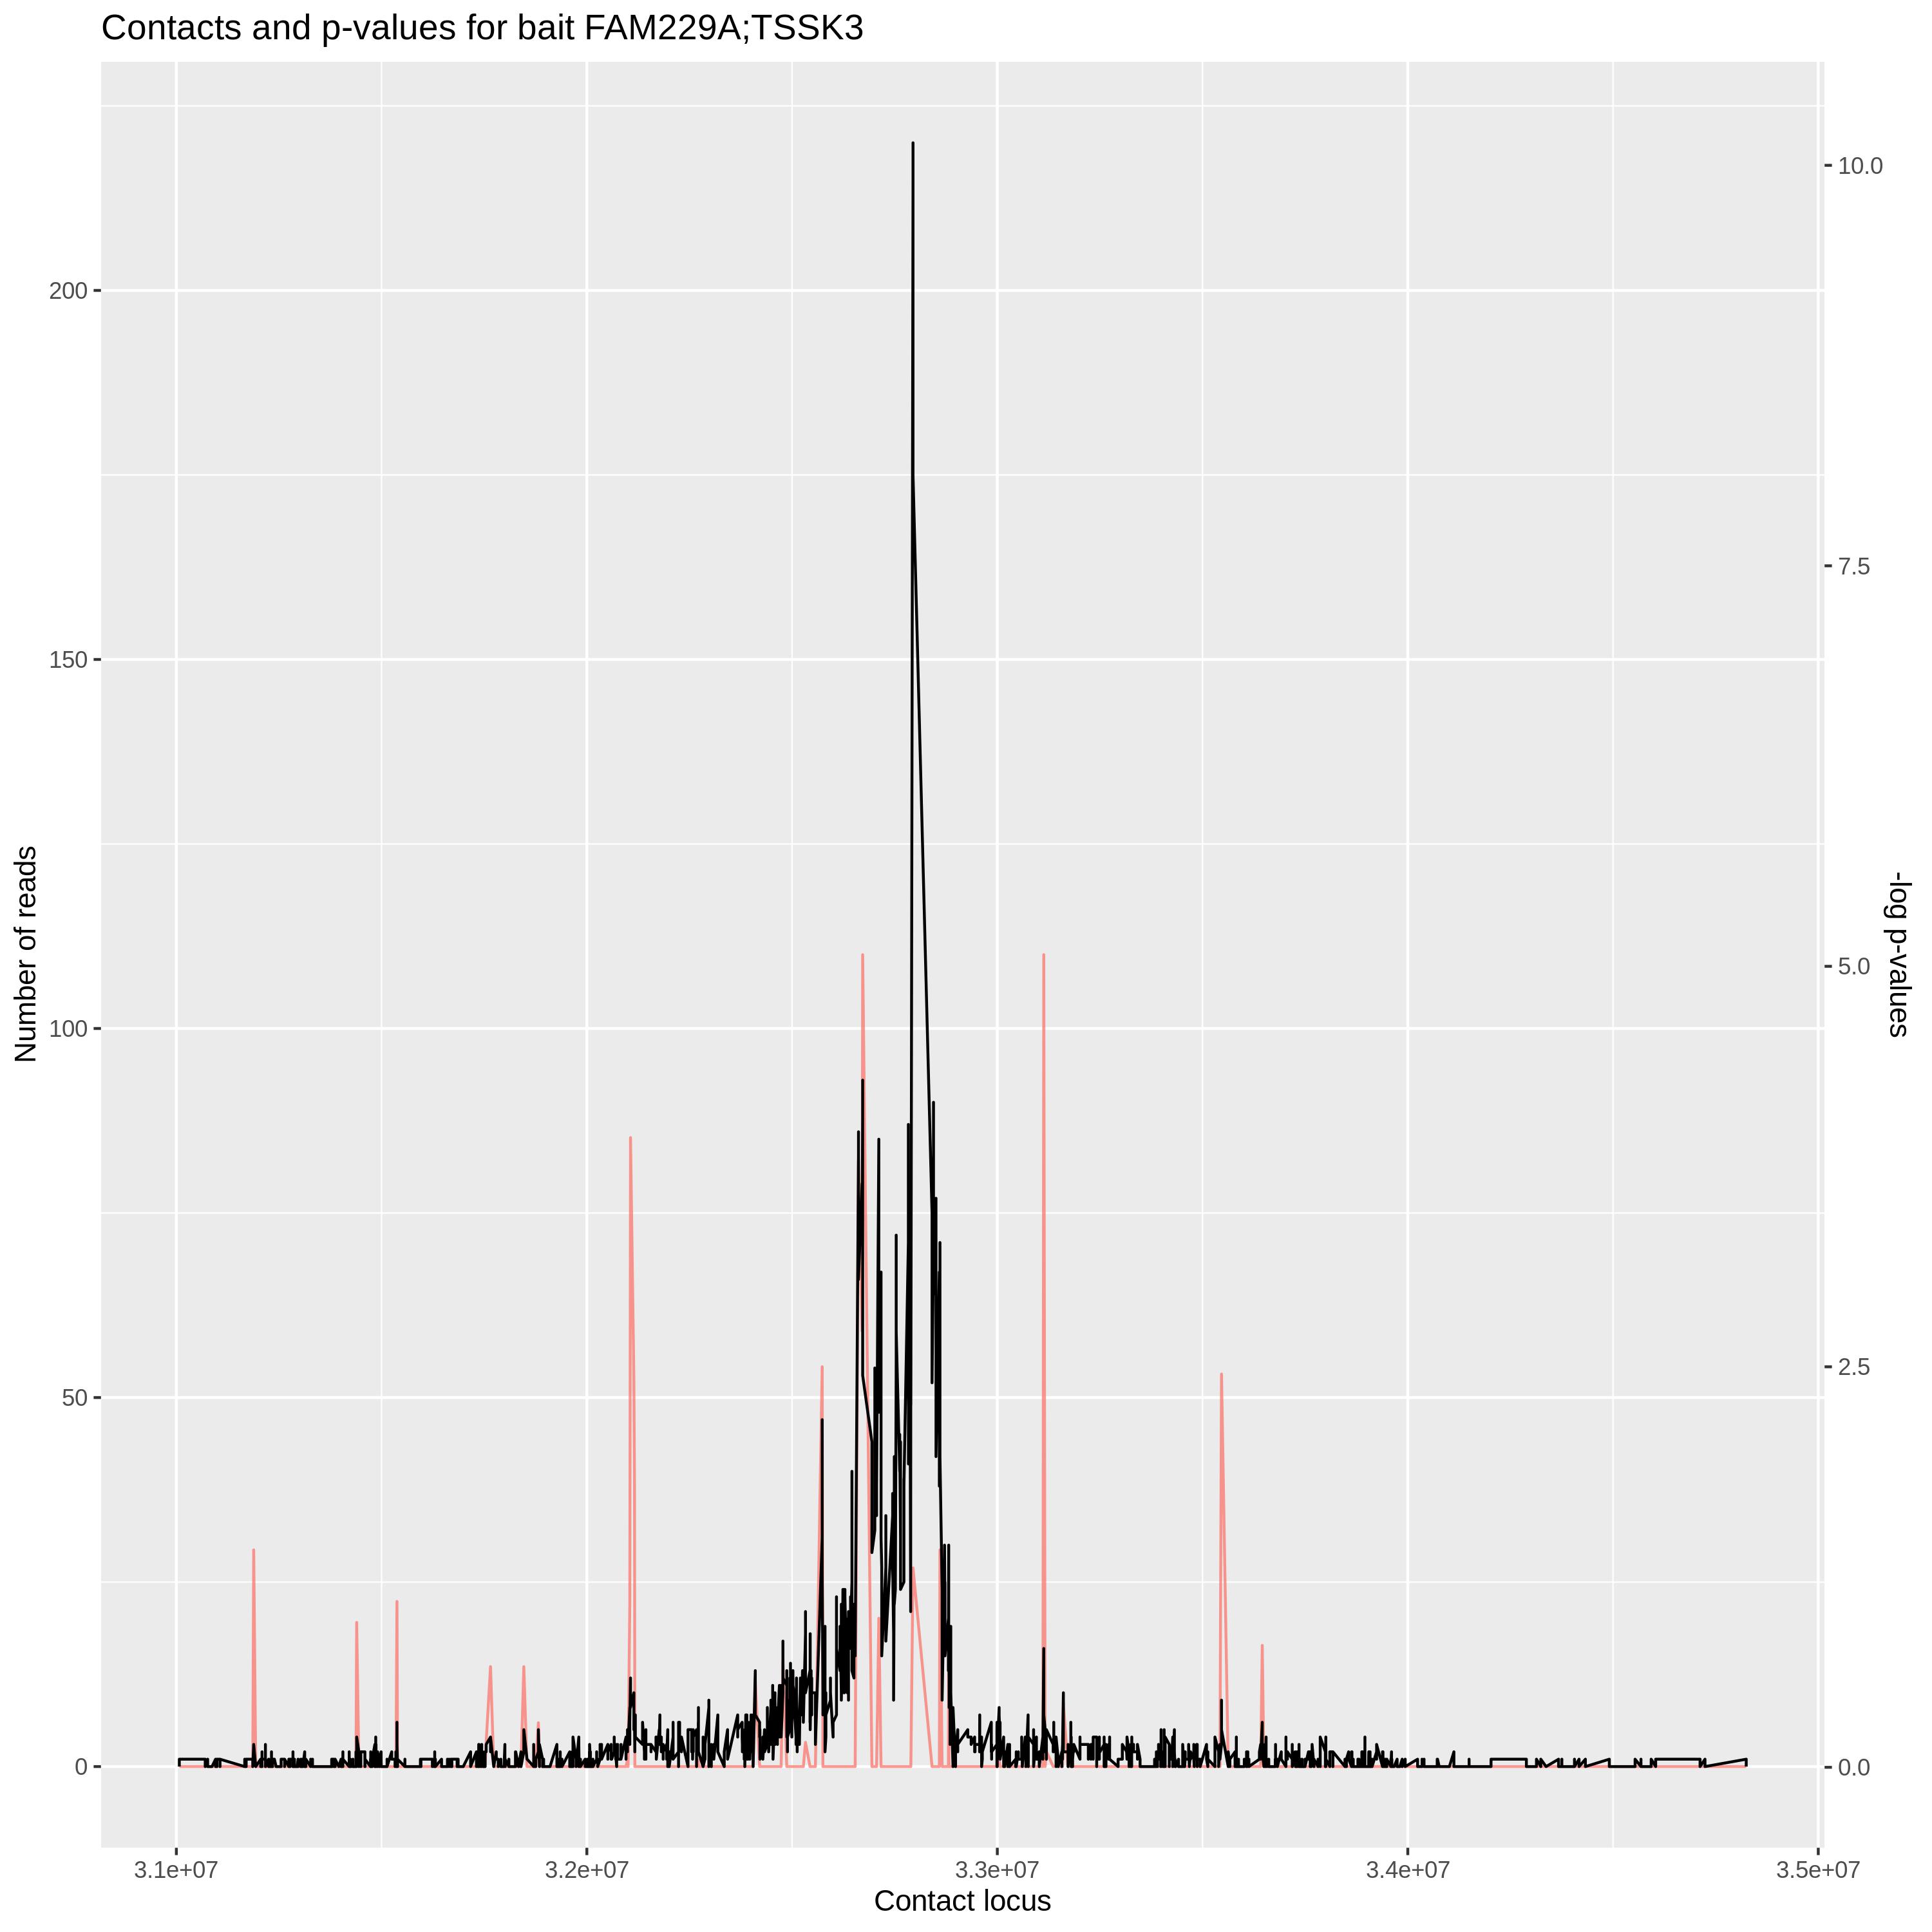 Contacts and p-values for bait FAM229A;TSSK3
Number of reads
200
150
100
50
0
10.0
7.5
5.0
2.5
0.0
-log p-values
3.1e+07 3.2e+07 3.3e+07 3.4e+07 3.5e+07
Contact locus